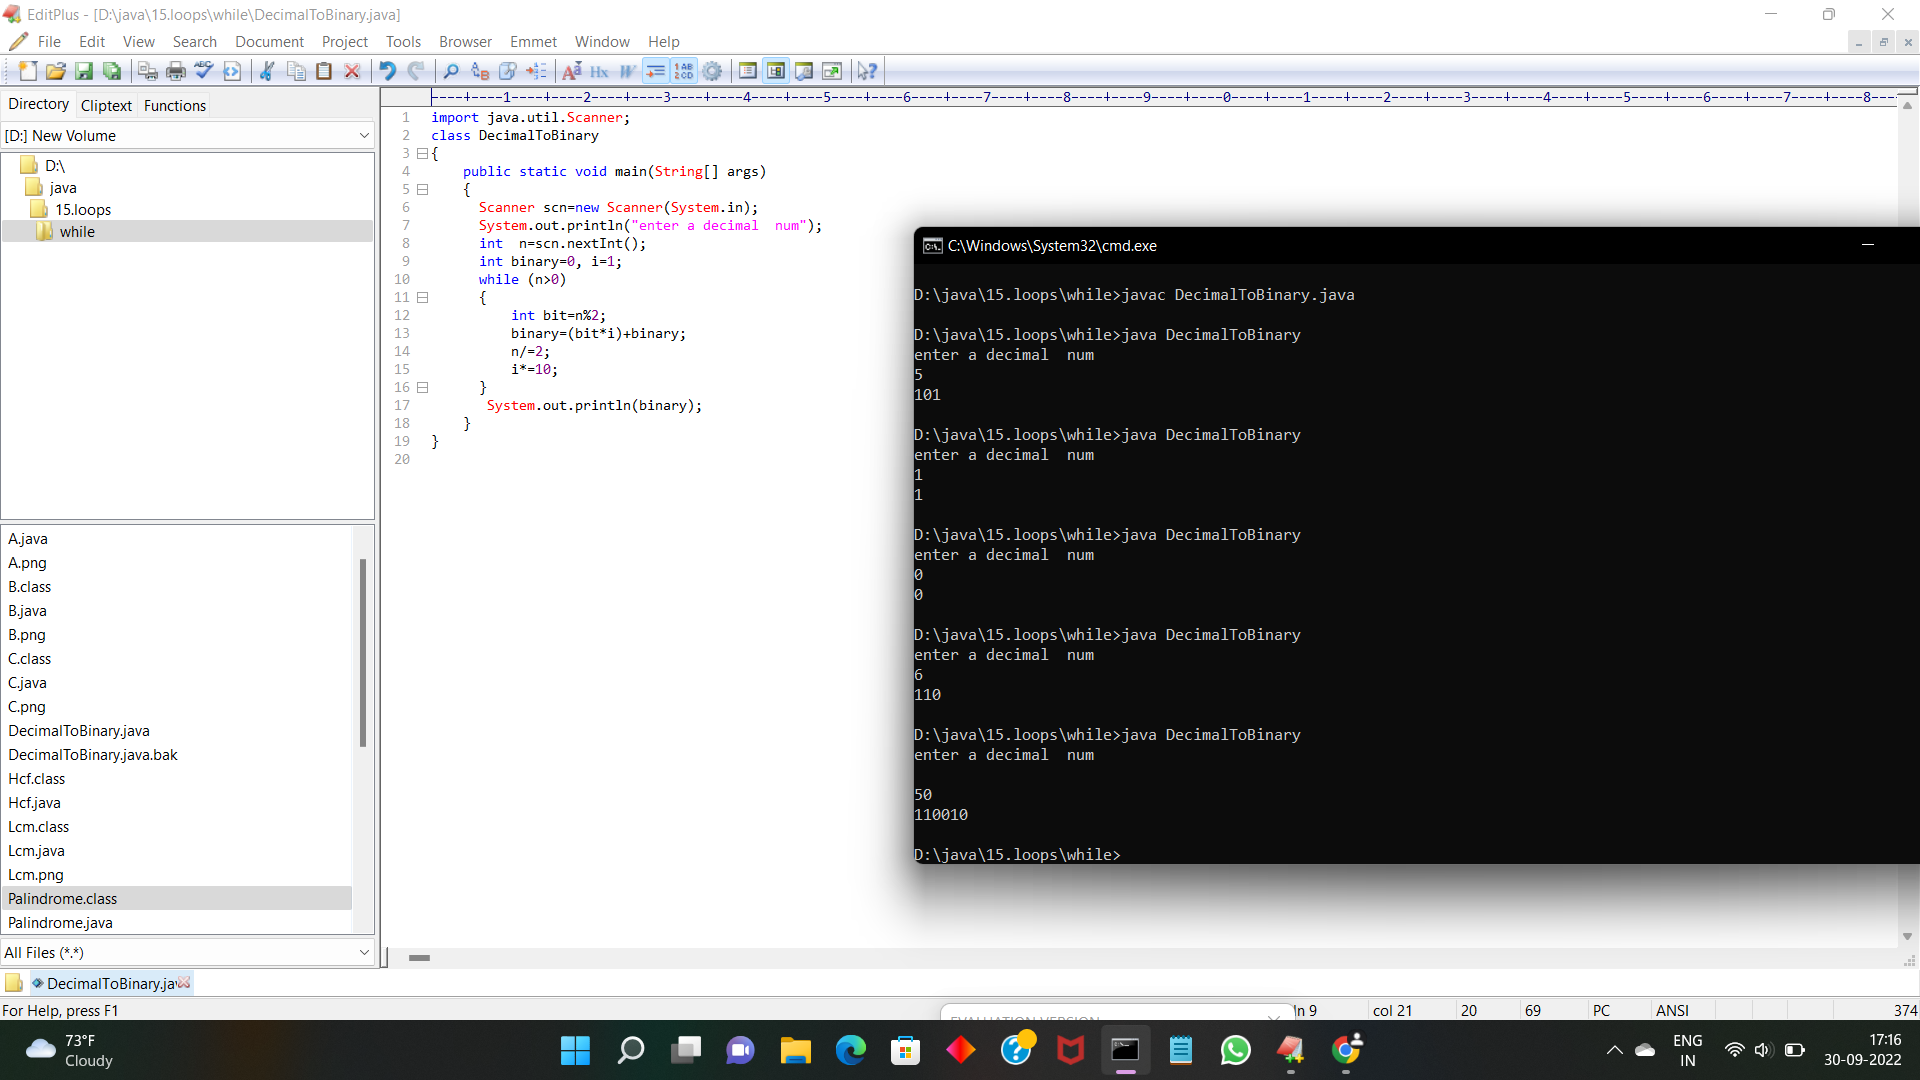 EditPlus - [D:\java\15.loops\while\DecimalToBinary.java]
File Edit View Search Document Project Tools Browser Emmet Window Help
Directory Cliptext Functions
[D:] New Volume
D:\
java
15.loops
while
A.java
A.png
B.class
B.java
B.png
C.class
C.java
C.png
DecimalToBinary.java
DecimalToBinary.java.bak
Hcf.class
Hcf.java
Lcm.class
Lcm.java
Lcm.png
Palindrome.class
Palindrome.java
All Files (*.*)
----+----1----+----2----+----3----+----4----+----5----+----6----+----7----+----8----+----9----+----0----+----1----+----2----+----3----+----4----+----5----+----6----+----7----+----8---
1 import java.util.Scanner;
2 class DecimalToBinary
3 {
4 public static void main(String[] args)
5 {
6 Scanner scn=new Scanner(System.in);
7 System.out.println("enter a decimal  num");
8 int  n=scn.nextInt();
9 int binary=0, i=1;
10 while (n>0)
11 {
12 int bit=n%2;
13 binary=(bit*i)+binary;
14 n/=2;
15 i*=10;
16 }
17 System.out.println(binary);
18 }
19 }
20
C:\Windows\System32\cmd.exe
D:\java\15.loops\while>javac DecimalToBinary.java
D:\java\15.loops\while>java DecimalToBinary
enter a decimal  num
5
101
D:\java\15.loops\while>java DecimalToBinary
enter a decimal  num
1
1
D:\java\15.loops\while>java DecimalToBinary
enter a decimal  num
0
0
D:\java\15.loops\while>java DecimalToBinary
enter a decimal  num
6
110
D:\java\15.loops\while>java DecimalToBinary
enter a decimal  num
50
110010
D:\java\15.loops\while>
DecimalToBinary.jav
For Help, press F1
EVALUATION VERSION
ln 9 col 21 20 69 PC ANSI 374
73°F
Cloudy
ENG
IN
17:16
30-09-2022